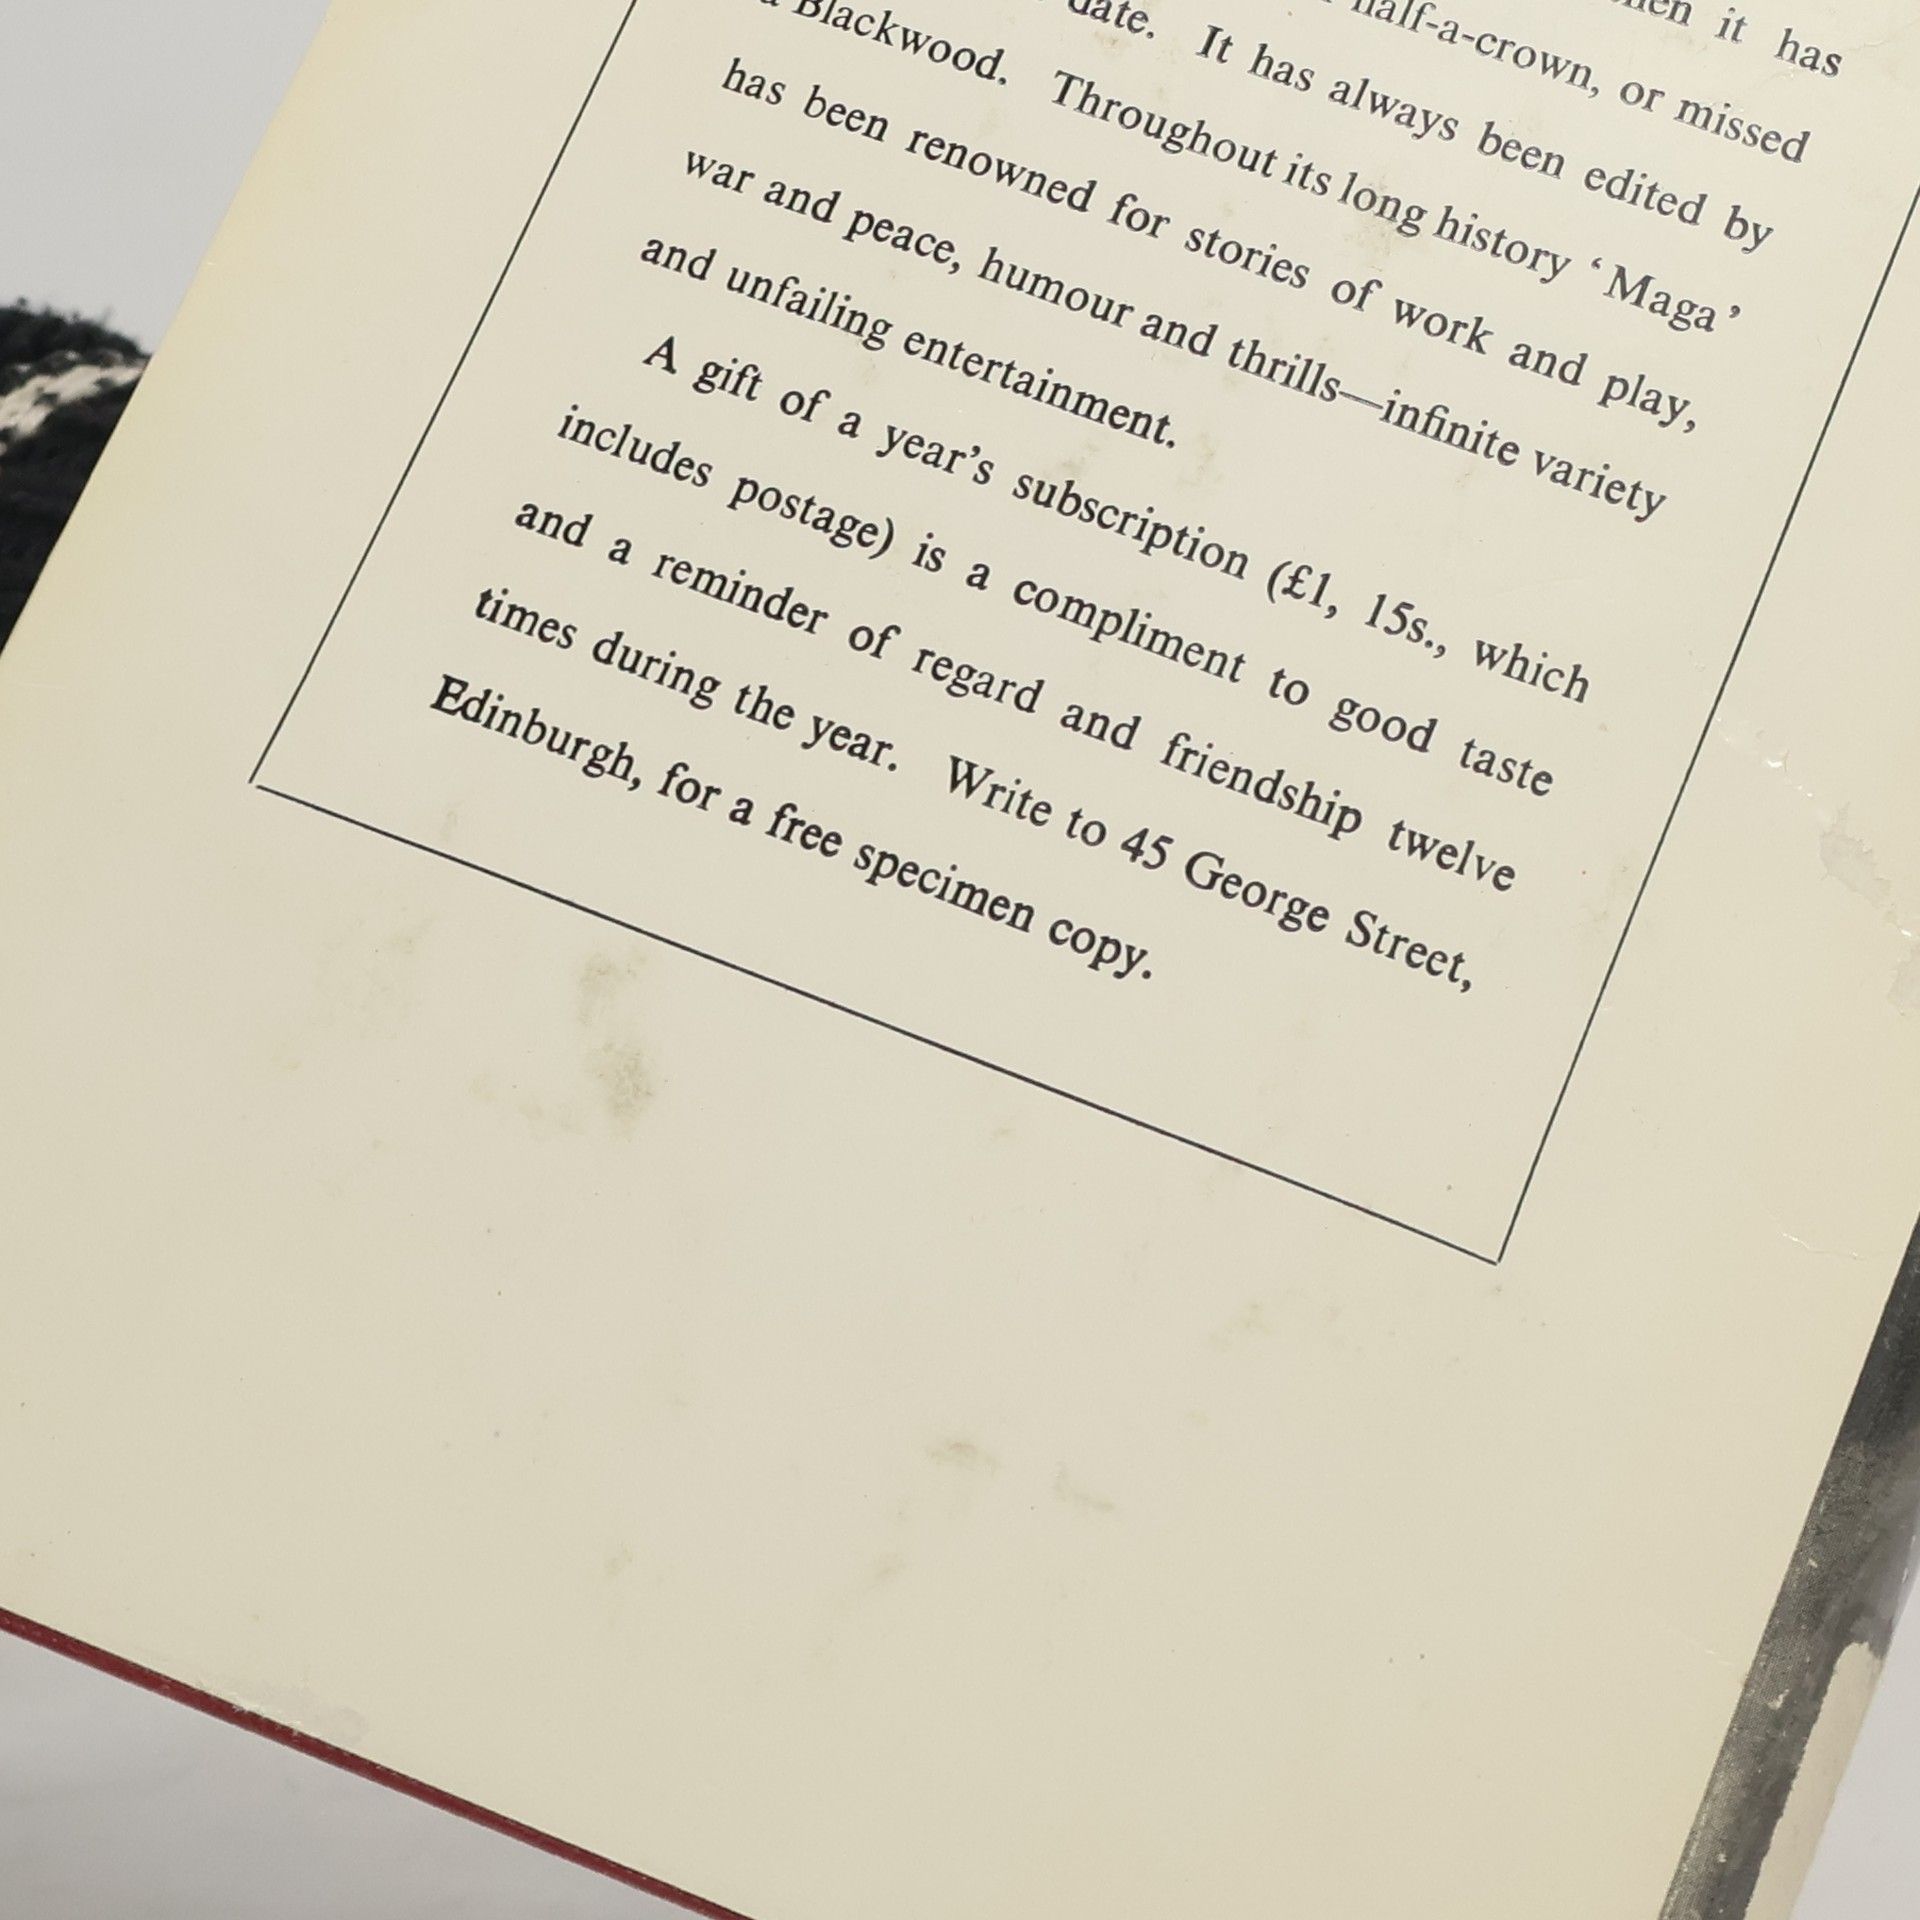 it has
half-a-crown, or missed
date. It has always been edited by
a Blackwood. Throughout its long history ‘Maga’
has been renowned for stories of work and play,
war and peace, humour and thrills—infinite variety
and unfailing entertainment.
A gift of a year’s subscription (£1, 15s., which
includes postage) is a compliment to good taste
and a reminder of regard and friendship twelve
times during the year. Write to 45 George Street,
Edinburgh, for a free specimen copy.